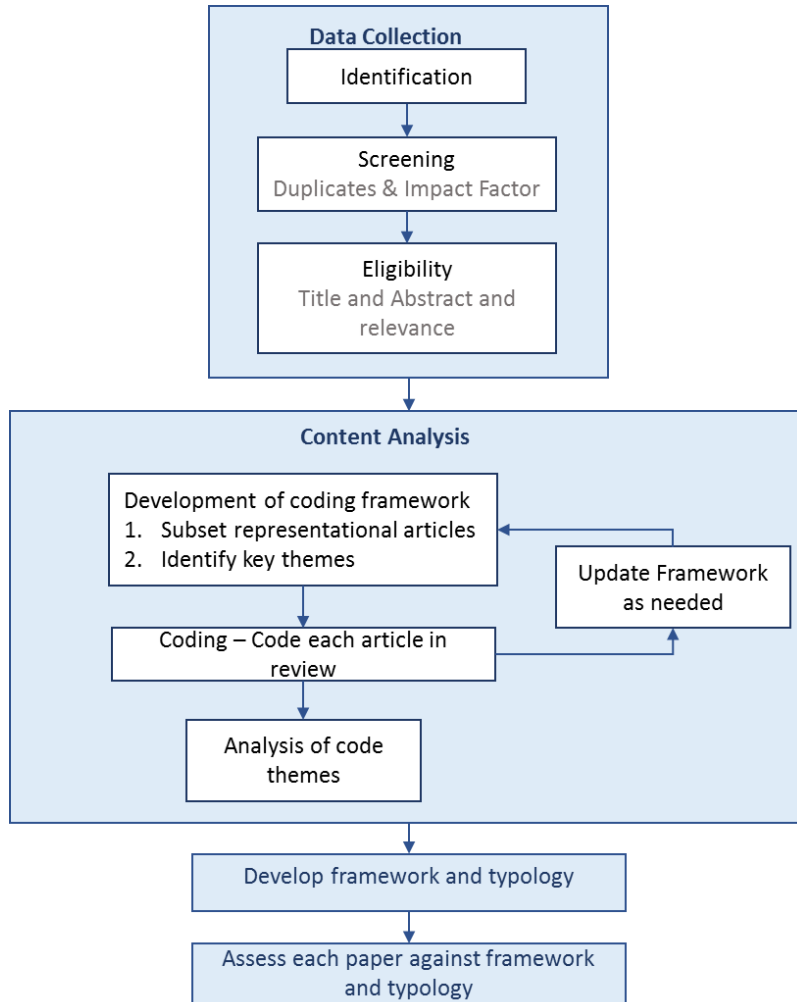 Data Collection
Identification
Screening
Duplicates & Impact Factor
Eligibility
Title and Abstract and
relevance
Content Analysis
Development of coding framework
1. Subset representational articles
2. Identify key themes
Update Framework
as needed
Coding – Code each article in
review
Analysis of code
themes
Develop framework and typology
Assess each paper against framework
and typology